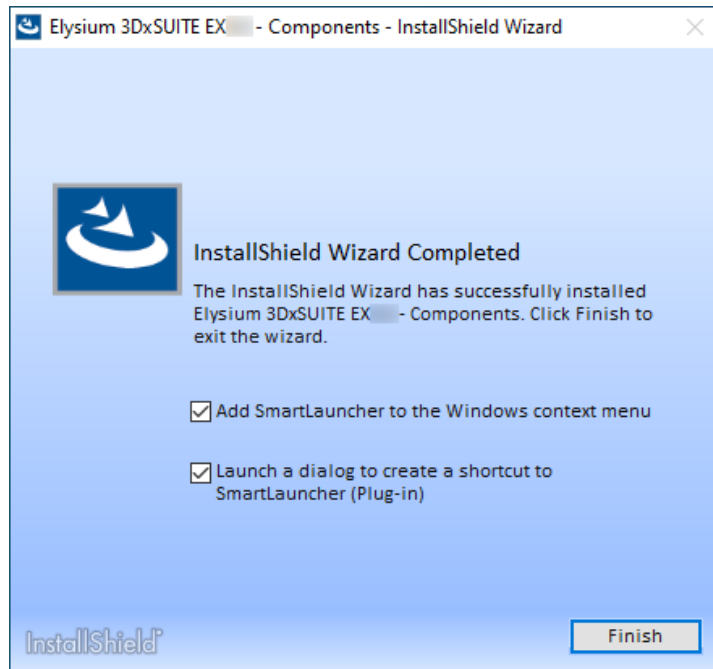 Elysium 3DxSUITE EX - Components - InstallShield Wizard
InstallShield Wizard Completed
The InstallShield Wizard has successfully installed
Elysium 3DxSUITE EX - Components. Click Finish to
exit the wizard.
Add SmartLauncher to the Windows context menu
Launch a dialog to create a shortcut to
SmartLauncher (Plug-in)
InstallShield
Finish